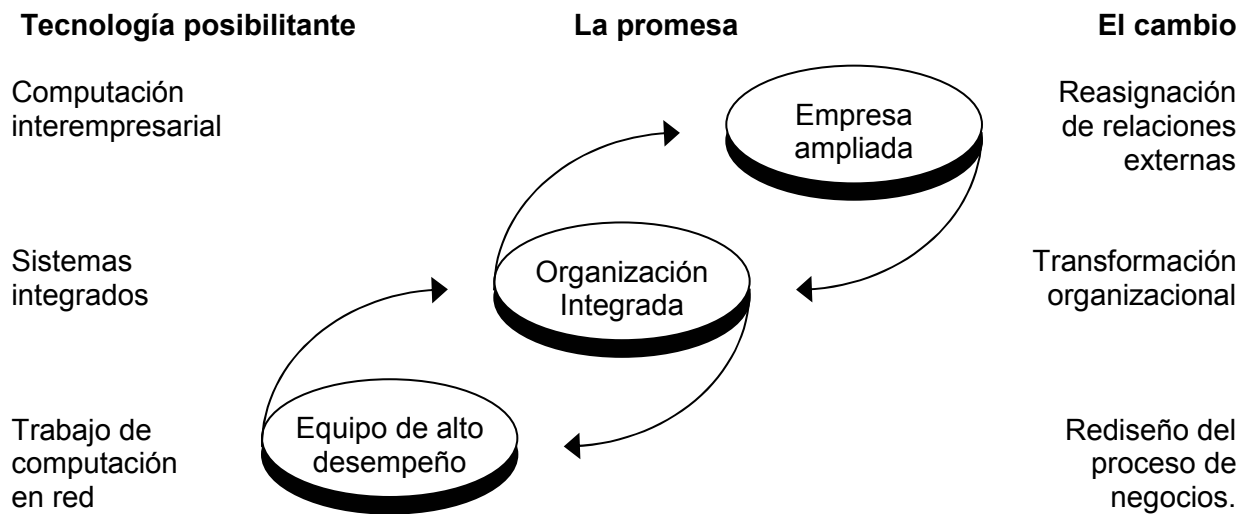 Tecnología posibilitante
La promesa
El cambio
Computación
interempresarial
Empresa
ampliada
Reasignación
de relaciones
externas
Sistemas
integrados
Organización
Integrada
Transformación
organizacional
Trabajo de
computación
en red
Equipo de alto
desempeño
Rediseño del
proceso de
negocios.